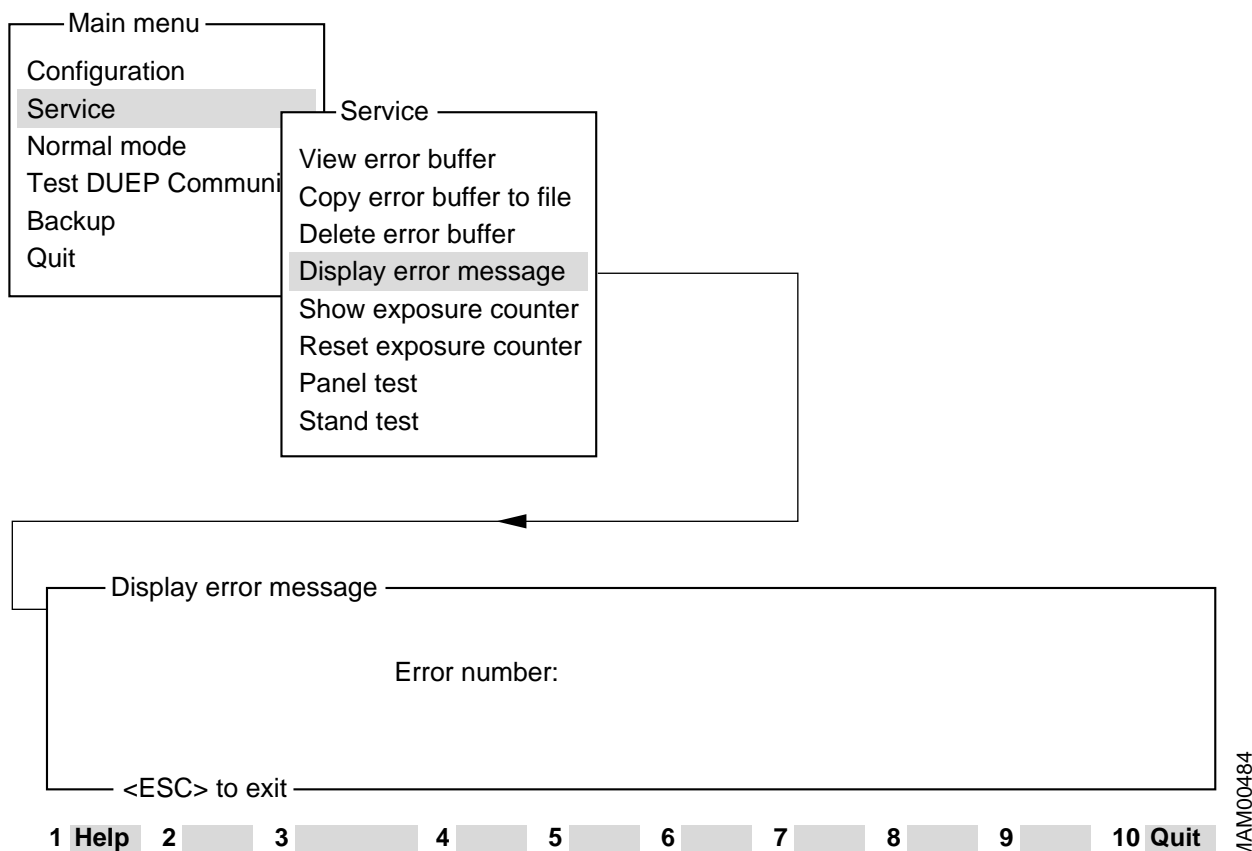 Main menu
Configuration
Service
Normal mode
Test DUEP Communi
Backup
Quit
Service
View error buffer
Copy error buffer to file
Delete error buffer
Display error message
Show exposure counter
Reset exposure counter
Panel test
Stand test
Display error message
Error number:
<ESC> to exit
1 Help 2 3 4 5 6 7 8 9 10 Quit
MAM00484